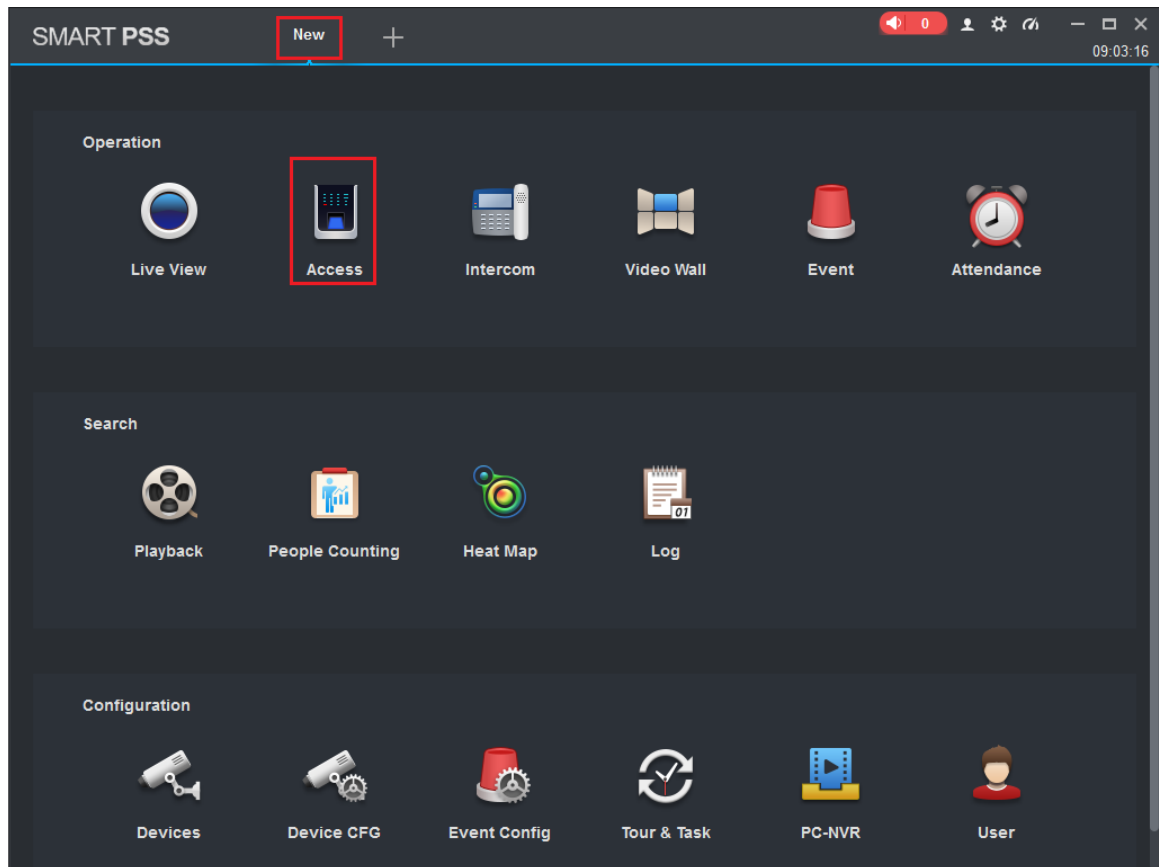 SMART PSS New + 0
09:03:16
Operation
Live View Access Intercom Video Wall Event Attendance
Search
01
Playback People Counting Heat Map Log
Configuration
Devices Device CFG Event Config Tour & Task PC-NVR User